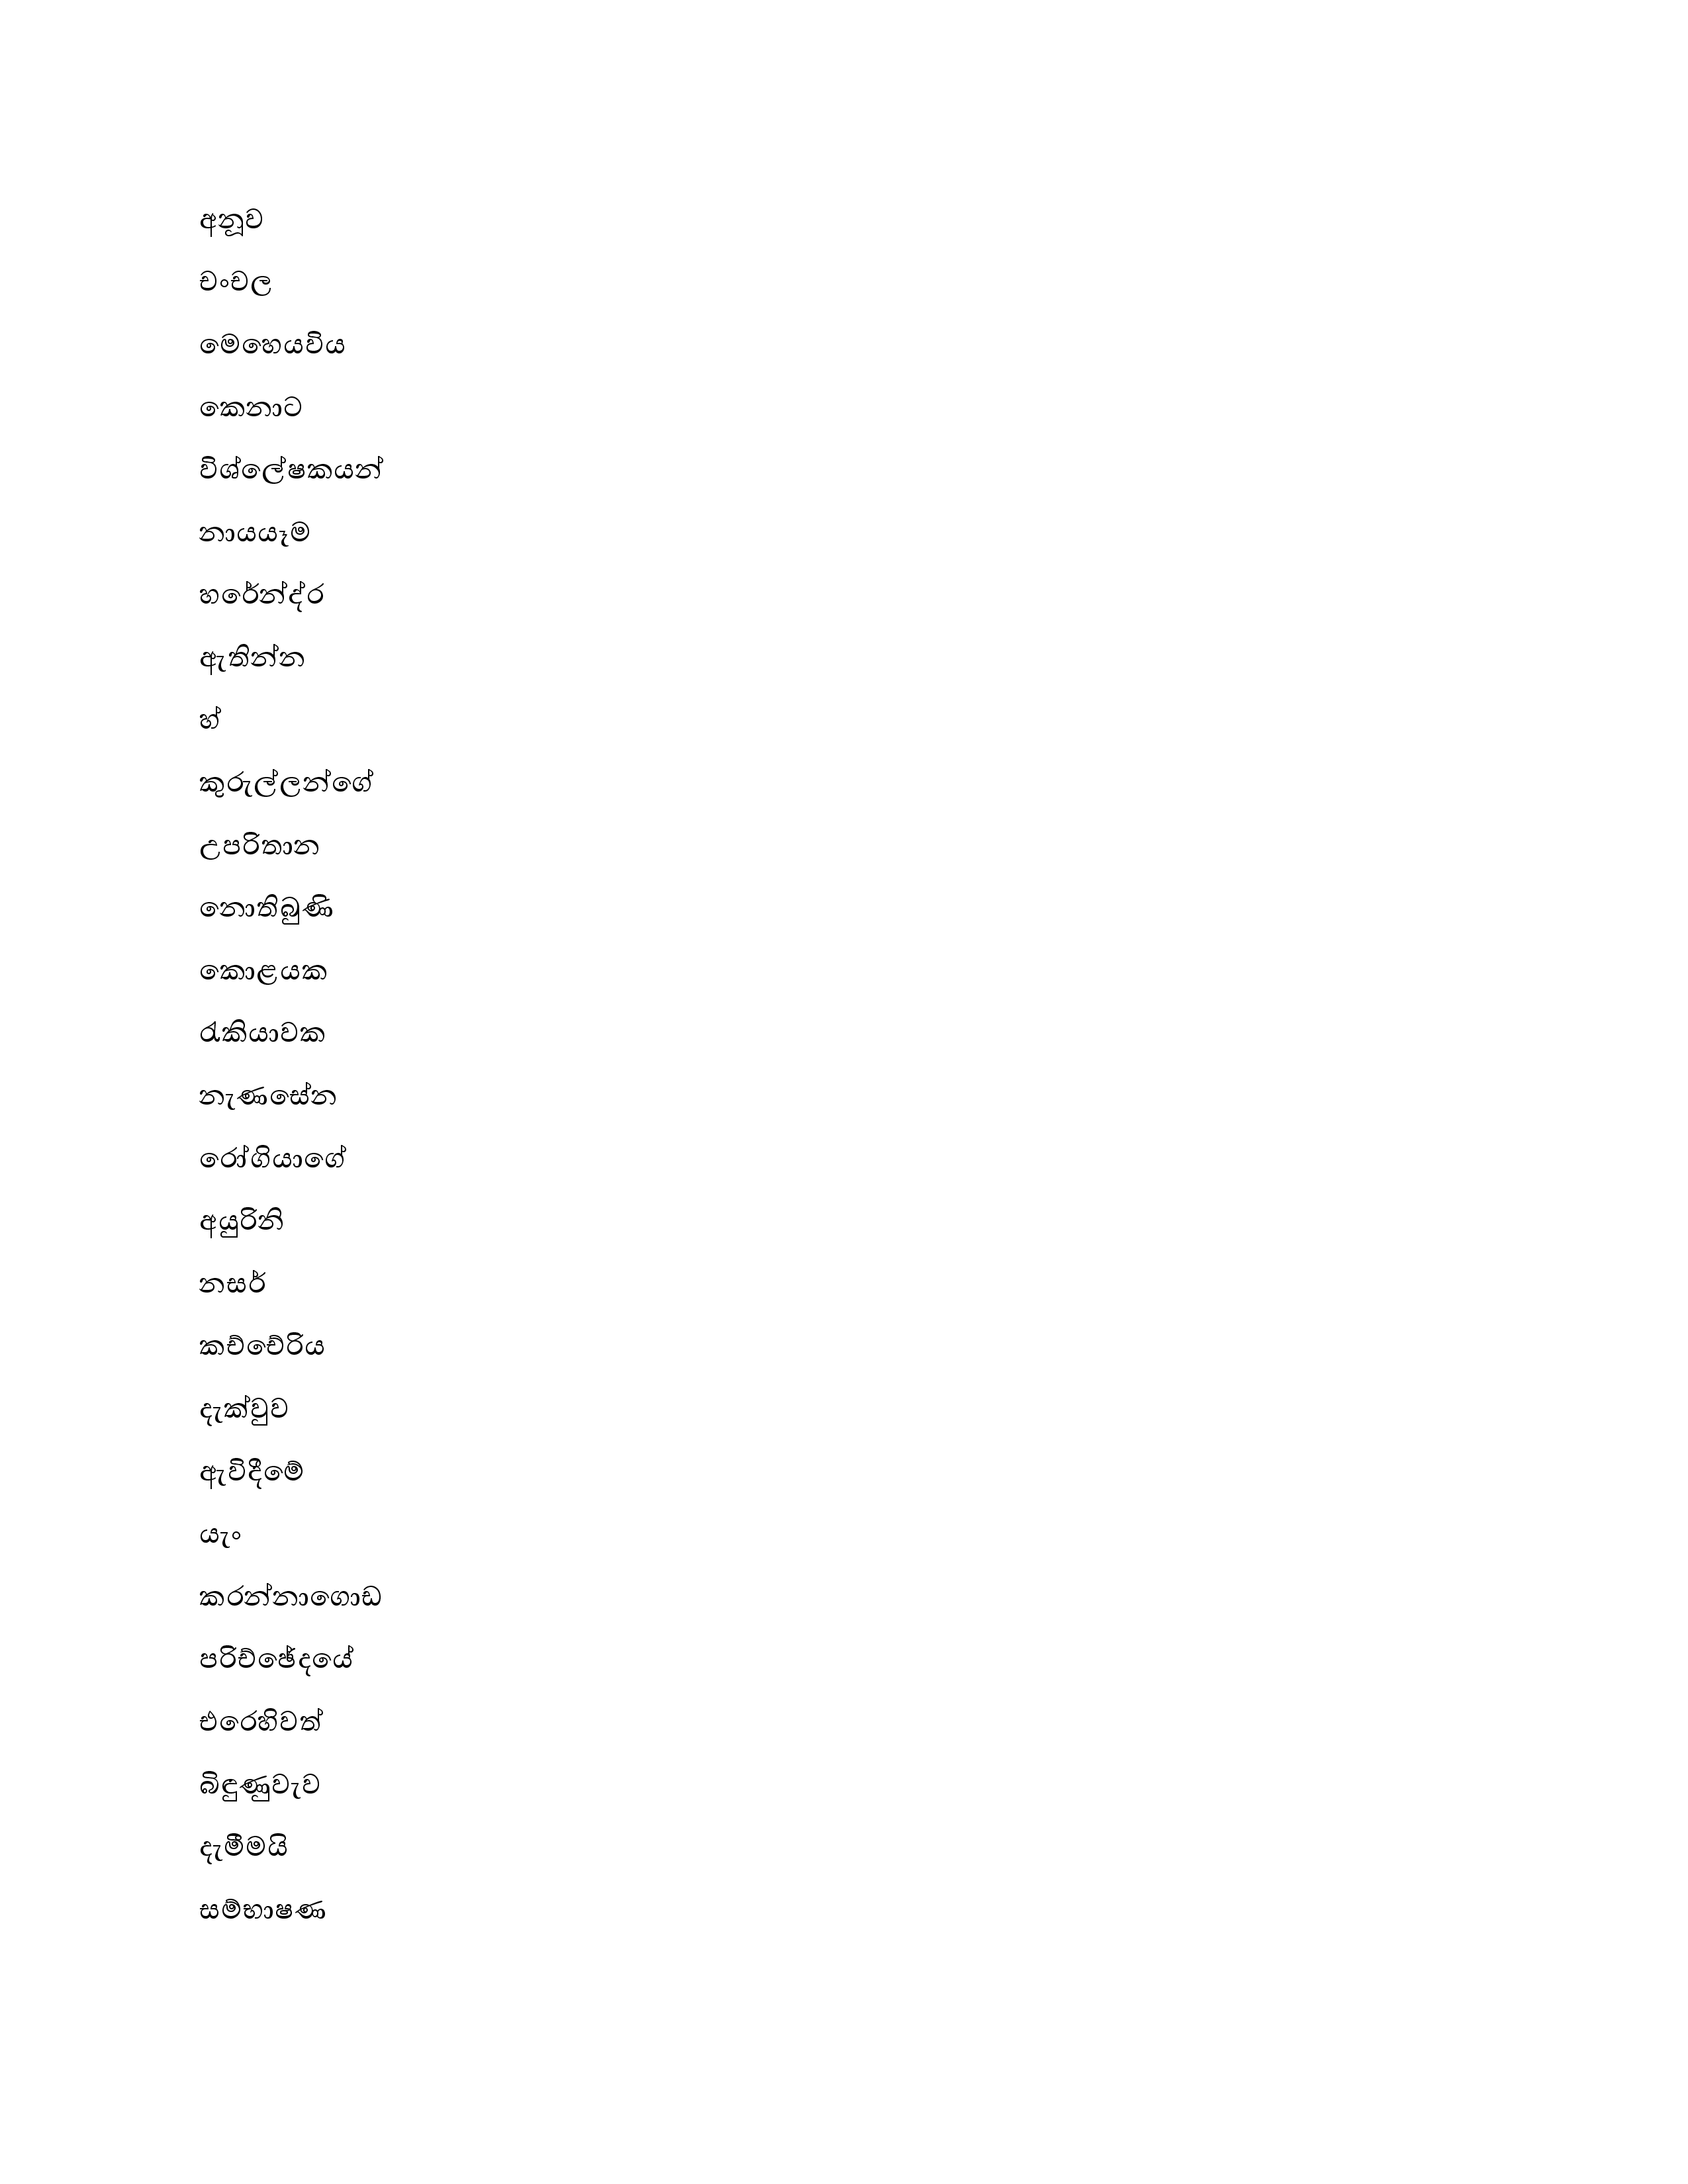 අනූව
චංචල
මෙහෙයවිය
කෙනාට
විශ්ලේෂකයන්
නායයෑම
හරේන්ද්ර
ඇතින්න
හ්
කුරුල්ලන්ගේ
උපරිතාන
නොතිබුණි
කොළයක
රැකියාවක
නැණසේන
රෝගියාගේ
අයුරිනි
නසර්
කච්චේරිය
දැක්වුව
ඇවිදීමේ
යැං
කරන්නාගොඩ
පරිච්ඡේදයේ
එරෙහිවත්
බිඳුණුවැව
දැමීමයි
සම්භාෂණ